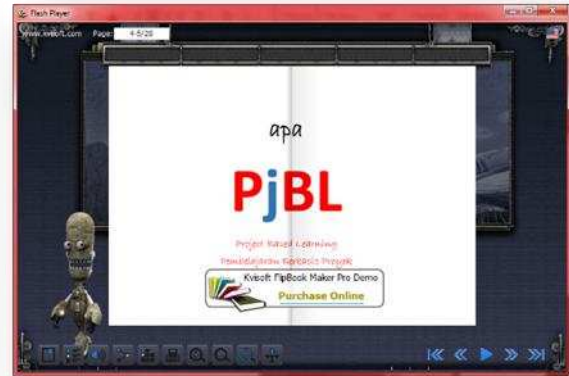 Flash Player
www.kvisoft.com Page: 4-5/28
apa
PjBL
Project Based Learning
Pembelajaran Berbasis Proyek
Kvisoft FlipBook Maker Pro Demo
Purchase Online